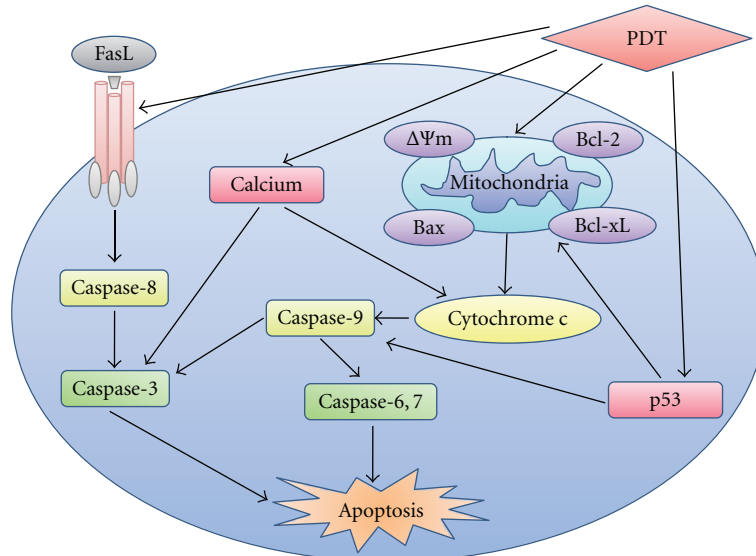 PDT
FasL
ΔΨm
Bcl-2
Calcium
Mitochondria
Bax
Bcl-xL
Caspase-8
Caspase-9
Cytochrome c
Caspase-3
Caspase-6, 7
p53
Apoptosis